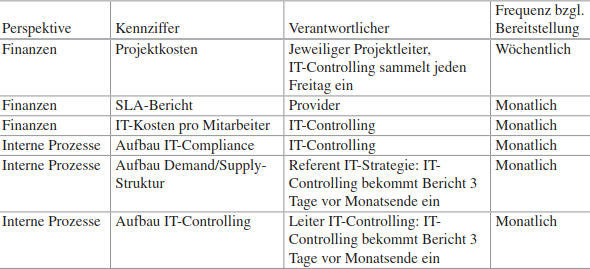 Perspektive Kennziffer Verantwortlicher Frequenz bzgl.
Bereitstellung
Finanzen Projektkosten Jeweiliger Projektleiter, Wöchentlich
IT-Controlling sammelt jeden
Freitag ein
Finanzen SLA-Bericht Provider Monatlich
Finanzen IT-Kosten pro Mitarbeiter IT-Controlling Monatlich
Interne Prozesse Aufbau IT-Compliance IT-Controlling Monatlich
Interne Prozesse Aufbau Demand/Supply- Referent IT-Strategie: IT- Monatlich
Struktur Controlling bekommt Bericht 3
Tage vor Monatsende ein
Interne Prozesse Aufbau IT-Controlling Leiter IT-Controlling: IT- Monatlich
Controlling bekommt Bericht 3
Tage vor Monatsende ein